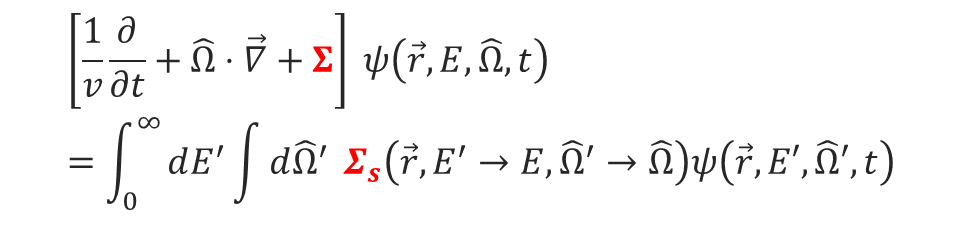 [1/v ∂/∂t + Ω̂ · ∇⃗ + Σ] ψ(r⃗, E, Ω̂, t)
= ∫₀^∞ dE′ ∫ dΩ̂′ Σₛ(r⃗, E′ → E, Ω̂′ → Ω̂)ψ(r⃗, E′, Ω̂′, t)